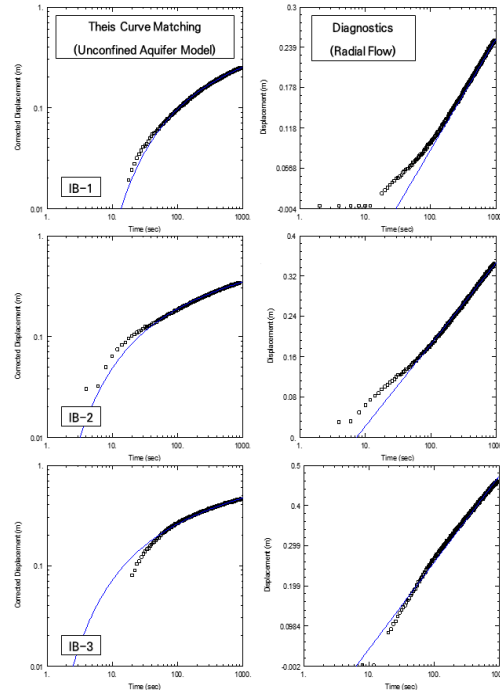 Theis Curve Matching
(Unconfined Aquifer Model)
Corrected Displacement (m)
1.
0.1
0.01
1. 10. 100. 1000.
Time (sec)
IB-1
Diagnostics
(Radial Flow)
Displacement (m)
0.3
0.239
0.178
0.118
0.0568
-0.004
1. 10. 100. 1000.
Time (sec)
Corrected Displacement (m)
1.
0.1
0.01
1. 10. 100. 1000.
Time (sec)
IB-2
Displacement (m)
0.4
0.32
0.24
0.16
0.08
0.
1. 10. 100. 1000.
Time (sec)
Corrected Displacement (m)
1.
0.1
0.01
1. 10. 100. 1000.
Time (sec)
IB-3
Displacement (m)
0.5
0.4
0.299
0.199
0.0984
-0.002
1. 10. 100. 1000.
Time (sec)